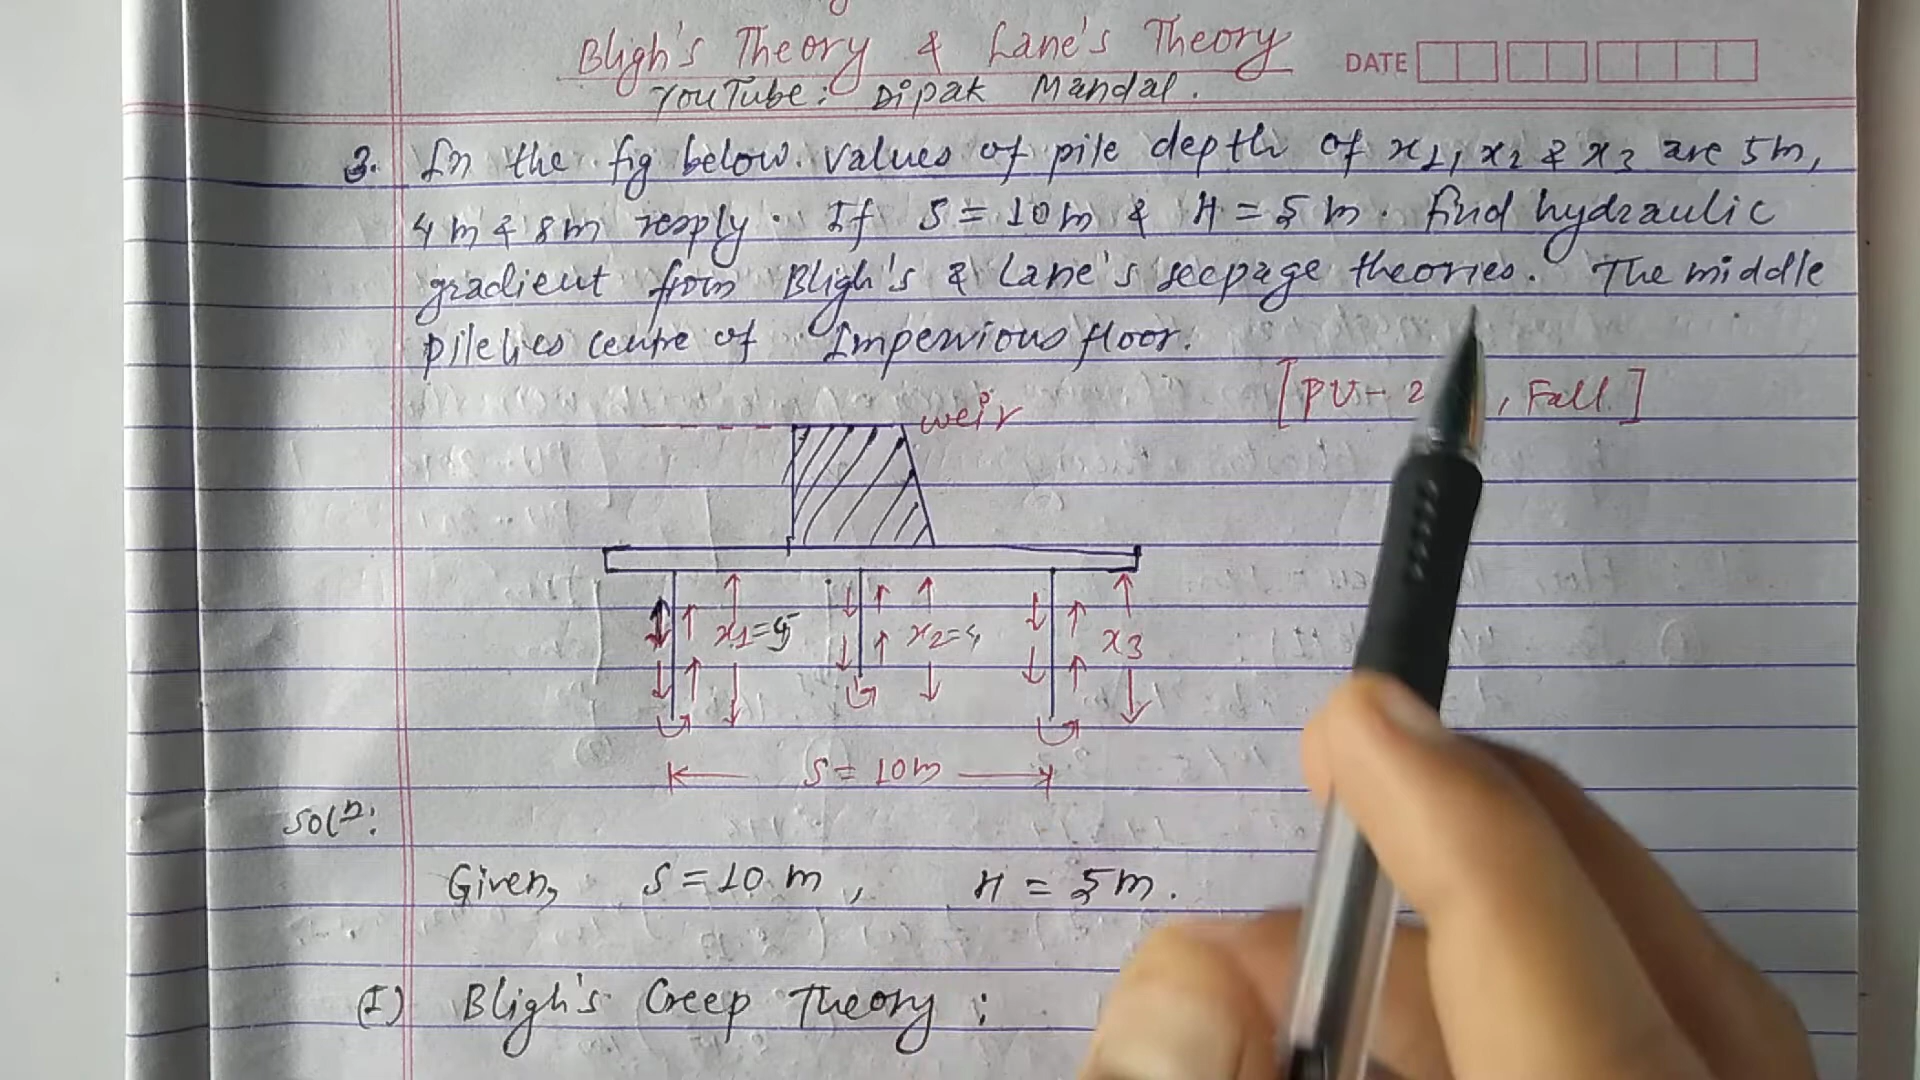 Bligh's Theory & Lane's Theory
DATE
YouTube: Dipak Mandal.
3. In the fig below. values of pile depth of x1, x2 & x3 are 5m,
4m & 8m resply. If S = 10m & H = 5m. find hydraulic
gradient from Bligh's & Lane's seepage theories. The middle
pile lies centre of Impervious floor.
[PU- 2 , Fall]
weir
x1=5
x2=4
x3
S = 10m
Soln:
Given, S = 10 m, H = 5m.
(I) Bligh's Creep Theory: